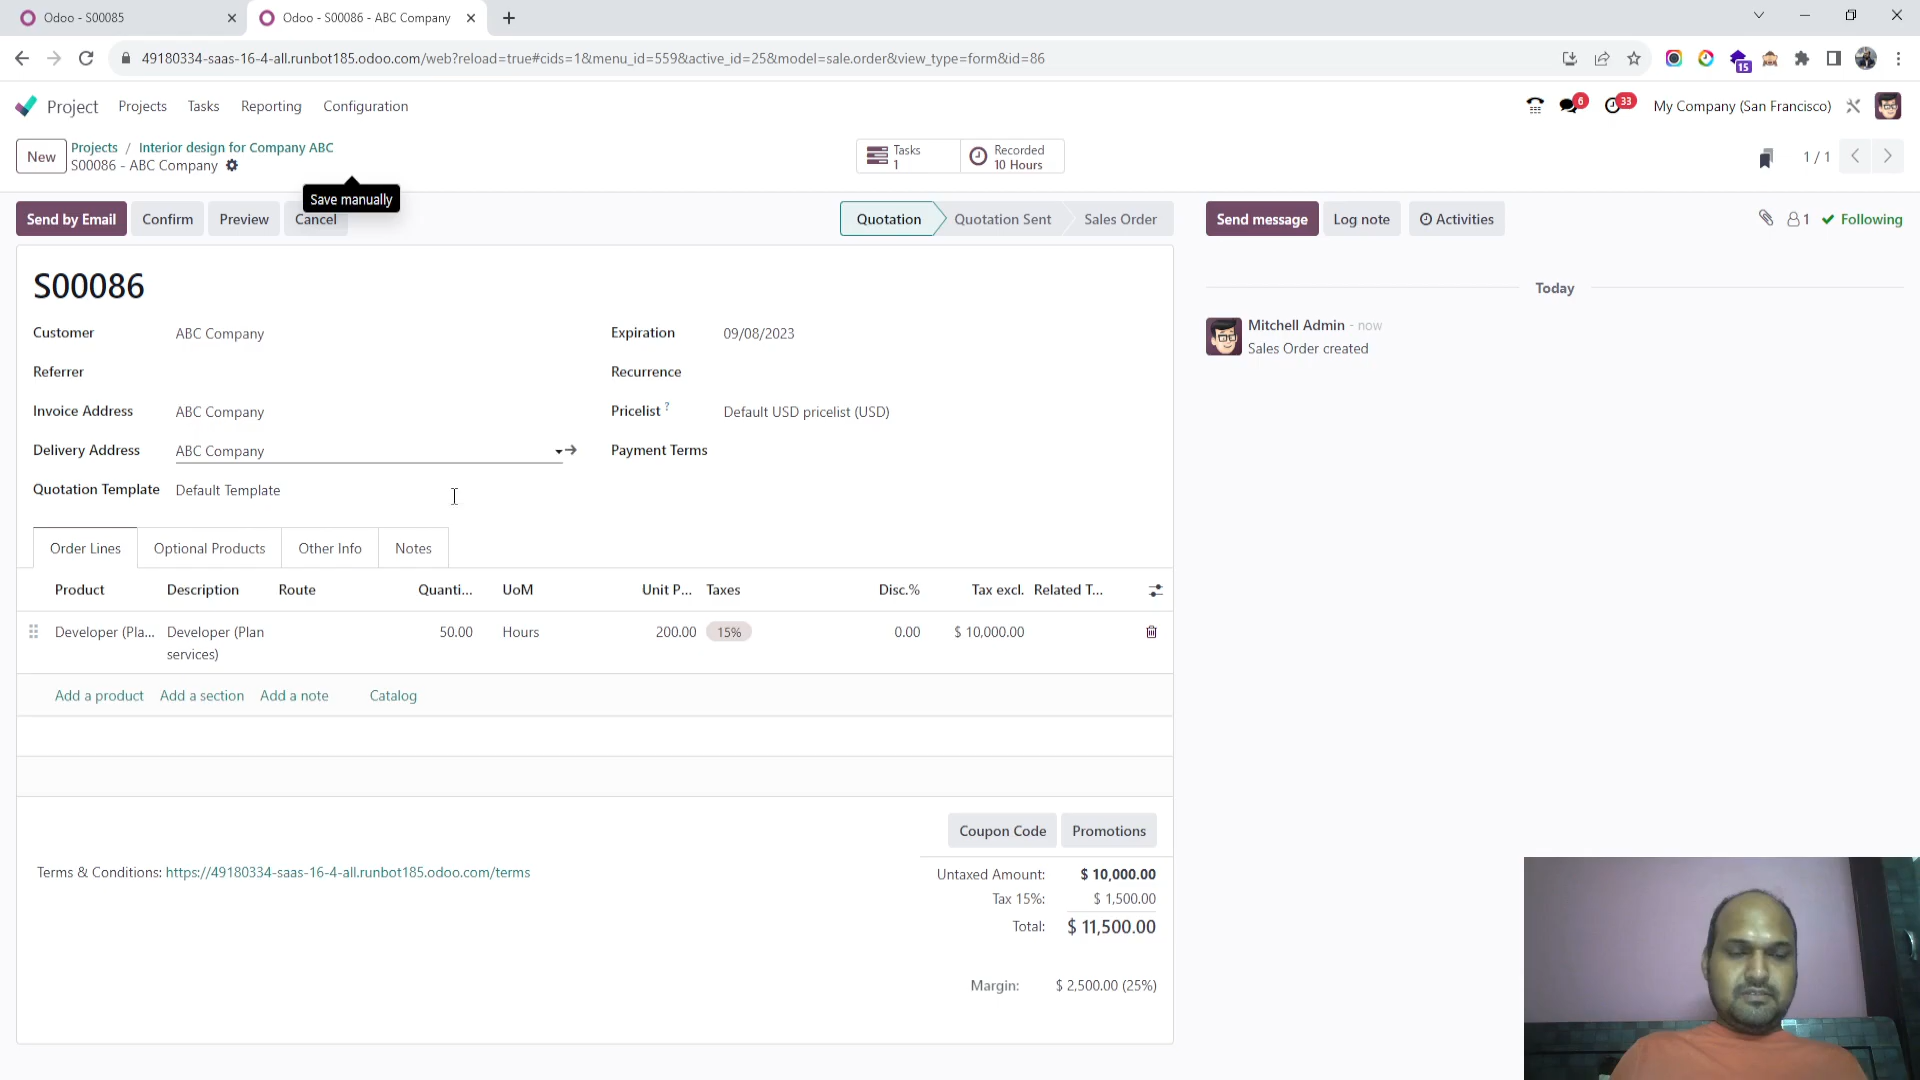 Odoo - S00085
Odoo - S00086 - ABC Company
49180334-saas-16-4-all.runbot185.odoo.com/web?reload=true#cids=1&menu_id=559&active_id=25&model=sale.order&view_type=form&id=86
15
Project Projects Tasks Reporting Configuration
6 33 My Company (San Francisco)
New
Projects / Interior design for Company ABC
S00086 - ABC Company
Tasks
1
Recorded
10 Hours
1 / 1
Save manually
Send by Email Confirm Preview Cancel
Quotation Quotation Sent Sales Order
Send message Log note Activities
1 Following
S00086
Customer ABC Company
Expiration 09/08/2023
Referrer
Recurrence
Invoice Address ABC Company
Pricelist ? Default USD pricelist (USD)
Delivery Address ABC Company
Payment Terms
Quotation Template Default Template
Today
Mitchell Admin - now
Sales Order created
Order Lines Optional Products Other Info Notes
Product Description Route Quanti... UoM Unit P... Taxes Disc.% Tax excl. Related T...
Developer (Pla... Developer (Plan 50.00 Hours 200.00 15% 0.00 $ 10,000.00
services)
Add a product Add a section Add a note Catalog
Coupon Code Promotions
Terms & Conditions: https://49180334-saas-16-4-all.runbot185.odoo.com/terms
Untaxed Amount: $ 10,000.00
Tax 15%: $ 1,500.00
Total: $ 11,500.00
Margin: $ 2,500.00 (25%)